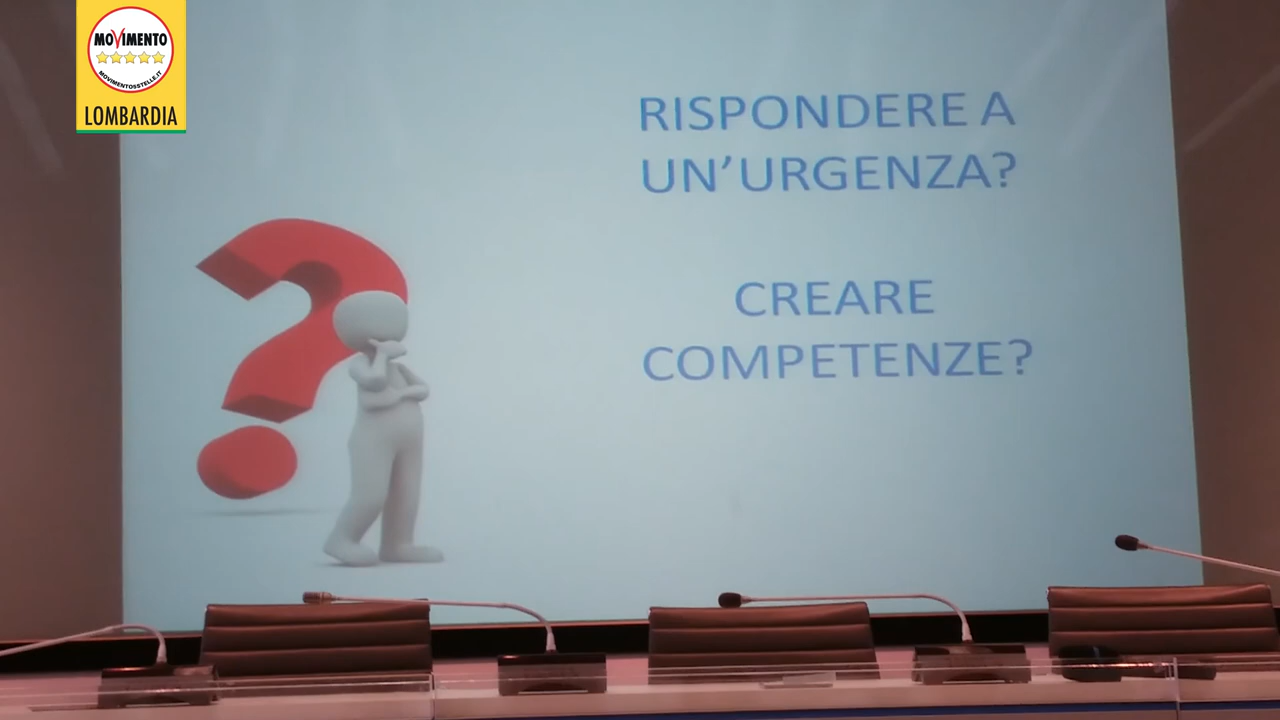 MOVIMENTO
MOVIMENTO5STELLE.IT
LOMBARDIA
RISPONDERE A
UN'URGENZA?
CREARE
COMPETENZE?